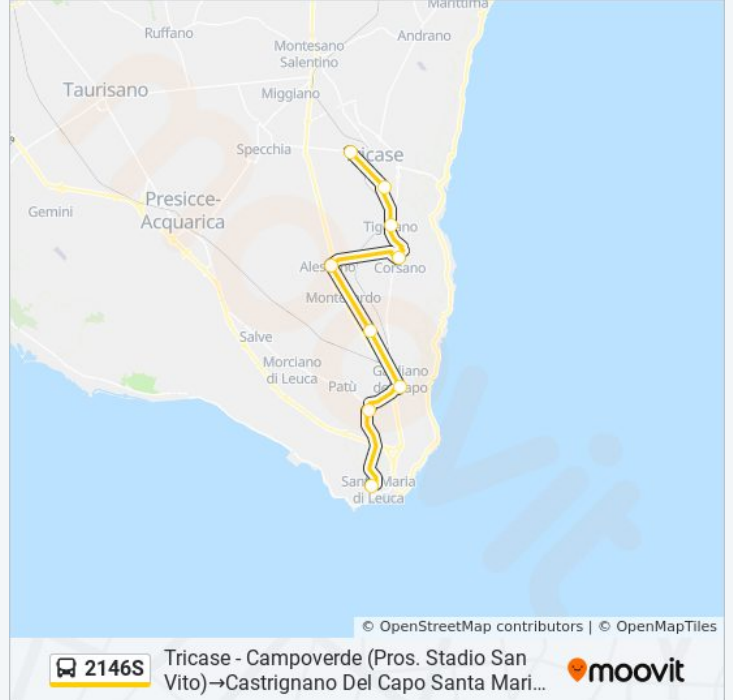 Marittima
Ruffano
Andrano
Montesano
Salentino
Taurisano
Miggiano
Specchia
Tricase
Presicce-
Acquarica
Gemini
Tiggiano
Alessano
Corsano
Montesardo
Salve
Morciano
di Leuca
Gagliano
del Capo
Patù
Santa Maria
di Leuca
moovit
© OpenStreetMap contributors | © OpenMapTiles
2146S
Tricase - Campoverde (Pros. Stadio San
Vito)→Castrignano Del Capo Santa Mari...
moovit